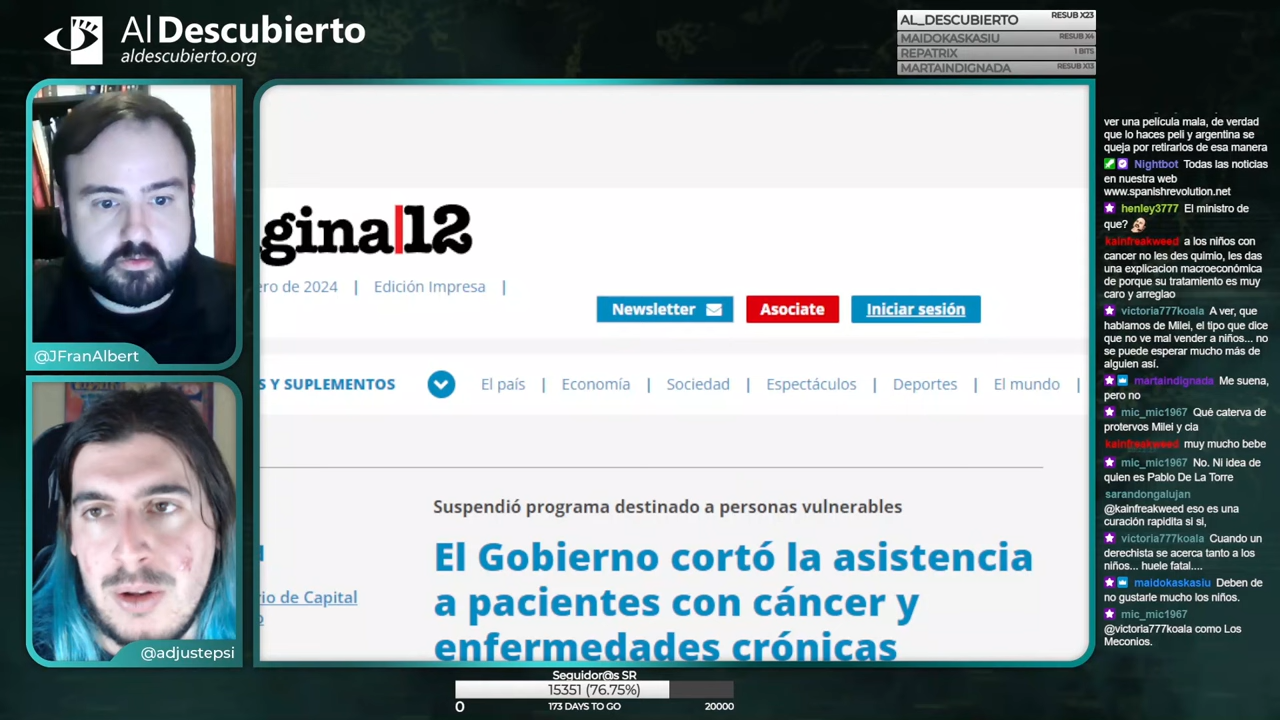 Al Descubierto
aldescubierto.org
AL_DESCUBIERTO RESUB X23
MAIDOKASKASIU RESUB X4
REPATRIX 1 BITS
MARTAINDIGNADA RESUB X13
@JFranAlbert
@adjustepsi
gina|12
ero de 2024 | Edición Impresa |
Newsletter
Asociate
Iniciar sesión
S Y SUPLEMENTOS
El país | Economía | Sociedad | Espectáculos | Deportes | El mundo |
Suspendió programa destinado a personas vulnerables
El Gobierno cortó la asistencia
a pacientes con cáncer y
enfermedades crónicas
rio de Capital
ver una película mala, de verdad
que lo haces peli y argentina se
queja por retirarlos de esa manera
Nightbot Todas las noticias
en nuestra web
www.spanishrevolution.net
henley3777 El ministro de
que?
kainfreakweed a los niños con
cancer no les des quimio, les das
una explicacion macroeconómica
de porque su tratamiento es muy
caro y arreglao
victoria777koala A ver, que
hablamos de Milei, el tipo que dice
que no ve mal vender a niños... no
se puede esperar mucho más de
alguien así.
martaindignada Me suena,
pero no
mic_mic1967 Qué caterva de
protervos Milei y cia
kainfreakweed muy mucho bebe
mic_mic1967 No. Ni idea de
quien es Pablo De La Torre
sarandongalujan
@kainfreakweed eso es una
curación rapidita si si,
victoria777koala Cuando un
derechista se acerca tanto a los
niños... huele fatal....
maidokaskasiu Deben de
no gustarle mucho los niños.
mic_mic1967
@victoria777koala como Los
Meconios.
Seguidor@s SR
15351 (76.75%)
0 173 DAYS TO GO 20000